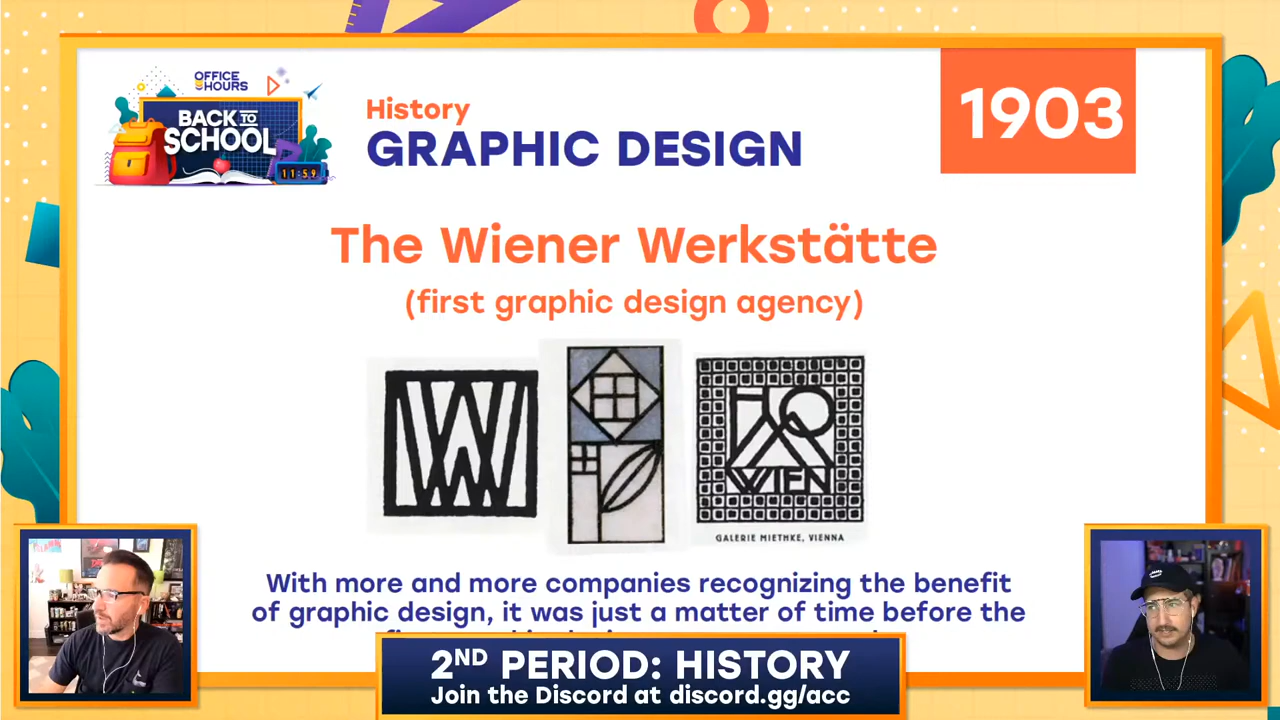 OFFICE
HOURS
BACK TO
SCHOOL
11:59
History
GRAPHIC DESIGN
1903
The Wiener Werkstätte
(first graphic design agency)
WIEN
GALERIE MIETHKE, VIENNA
With more and more companies recognizing the benefit
of graphic design, it was just a matter of time before the
2ND PERIOD: HISTORY
Join the Discord at discord.gg/acc